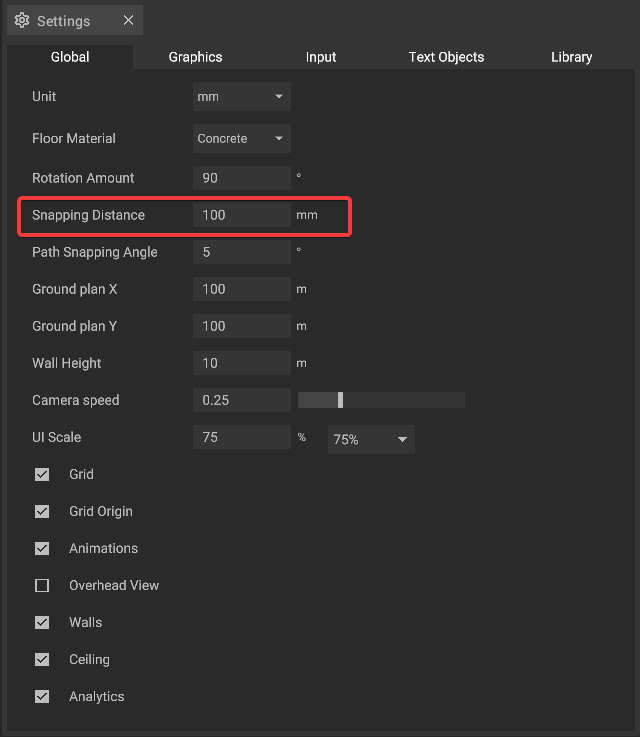 Settings
Global Graphics Input Text Objects Library
Unit mm
Floor Material Concrete
Rotation Amount 90 °
Snapping Distance 100 mm
Path Snapping Angle 5 °
Ground plan X 100 m
Ground plan Y 100 m
Wall Height 10 m
Camera speed 0.25
UI Scale 75 % 75%
Grid
Grid Origin
Animations
Overhead View
Walls
Ceiling
Analytics